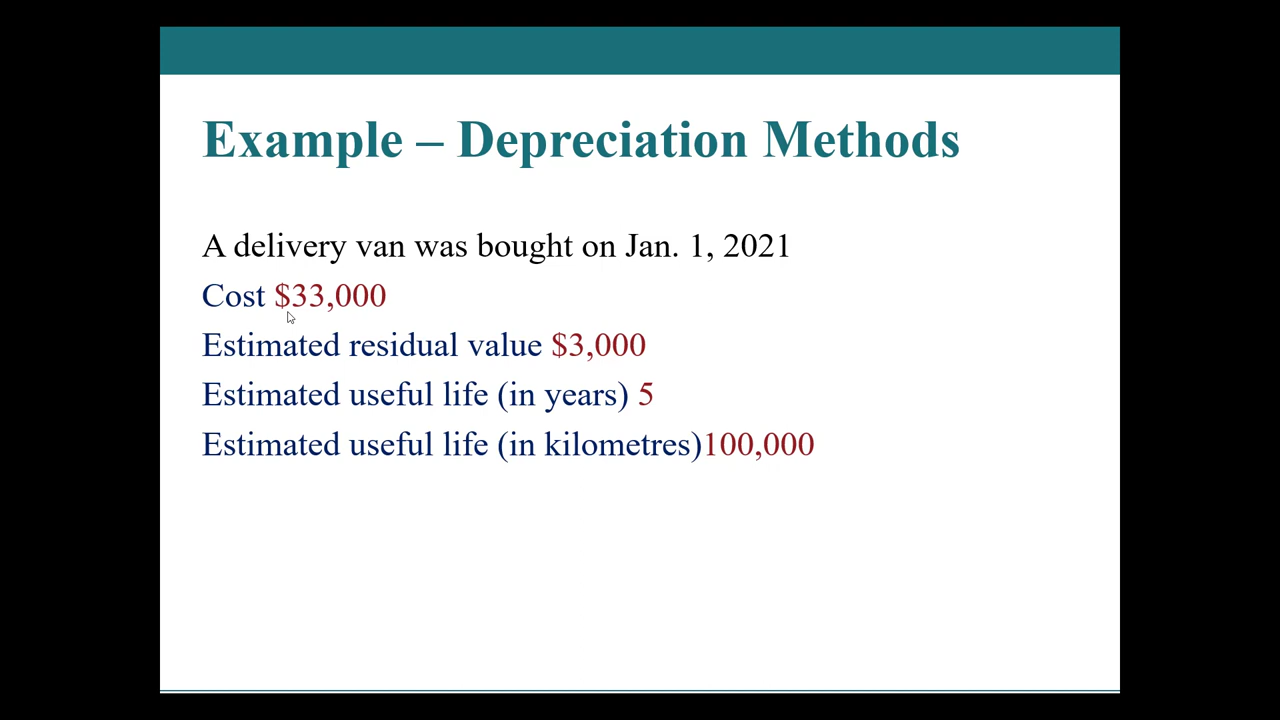 Example – Depreciation Methods
A delivery van was bought on Jan. 1, 2021
Cost $33,000
Estimated residual value $3,000
Estimated useful life (in years) 5
Estimated useful life (in kilometres)100,000